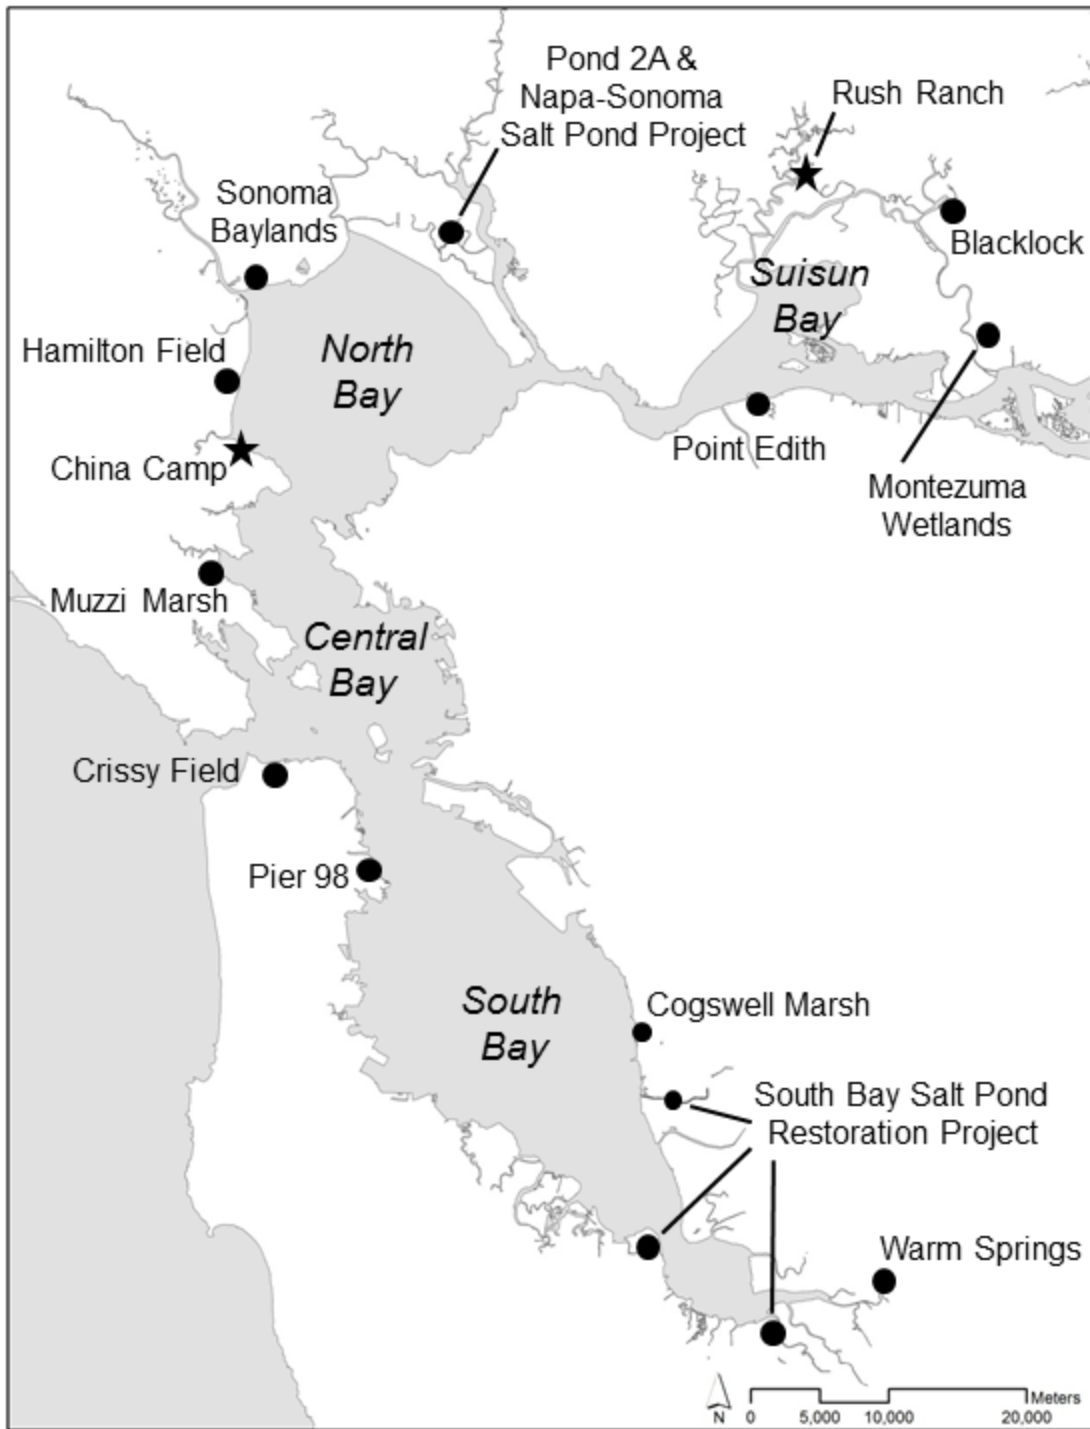 Pond 2A &
Napa-Sonoma
Salt Pond Project
Rush Ranch
Sonoma
Baylands
Blacklock
Suisun
Bay
Hamilton Field
North
Bay
Point Edith
China Camp
Montezuma
Wetlands
Muzzi Marsh
Central
Bay
Crissy Field
Pier 98
South
Bay
Cogswell Marsh
South Bay Salt Pond
Restoration Project
Warm Springs
N
Meters
0 5,000 10,000 20,000